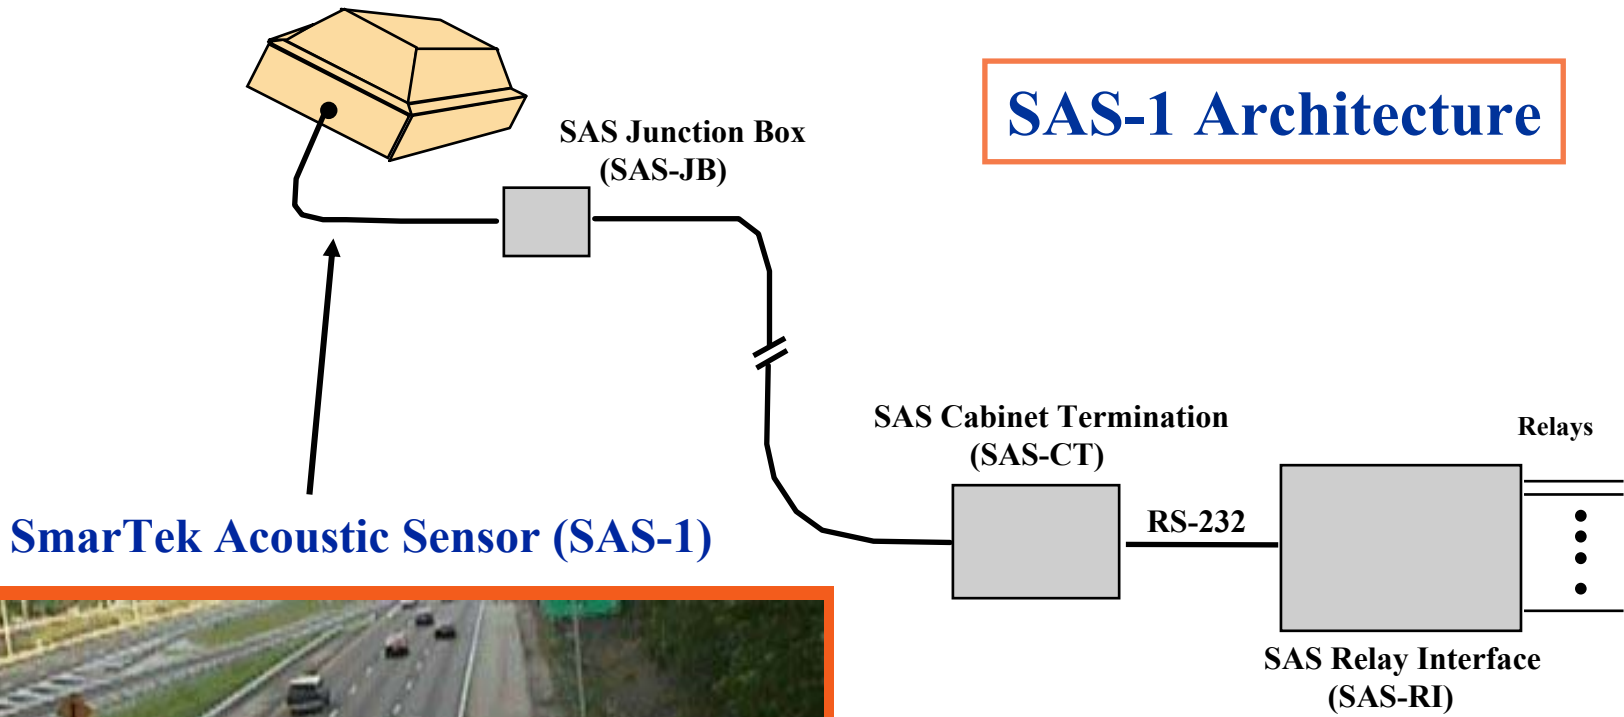 SAS-1 Architecture
SAS Junction Box
(SAS-JB)
SAS Cabinet Termination
(SAS-CT)
Relays
RS-232
SmarTek Acoustic Sensor (SAS-1)
SAS Relay Interface
(SAS-RI)